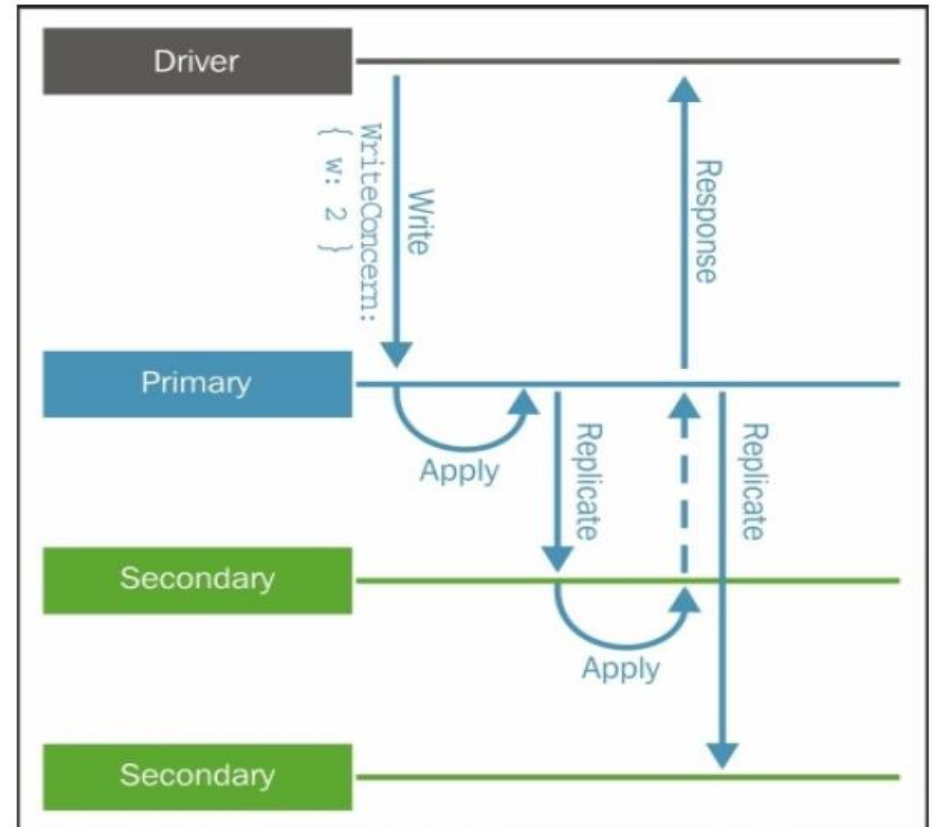 Driver
WriteConcern:
{ w: 2 }
Write
Response
Primary
Apply
Replicate
Replicate
Secondary
Apply
Secondary